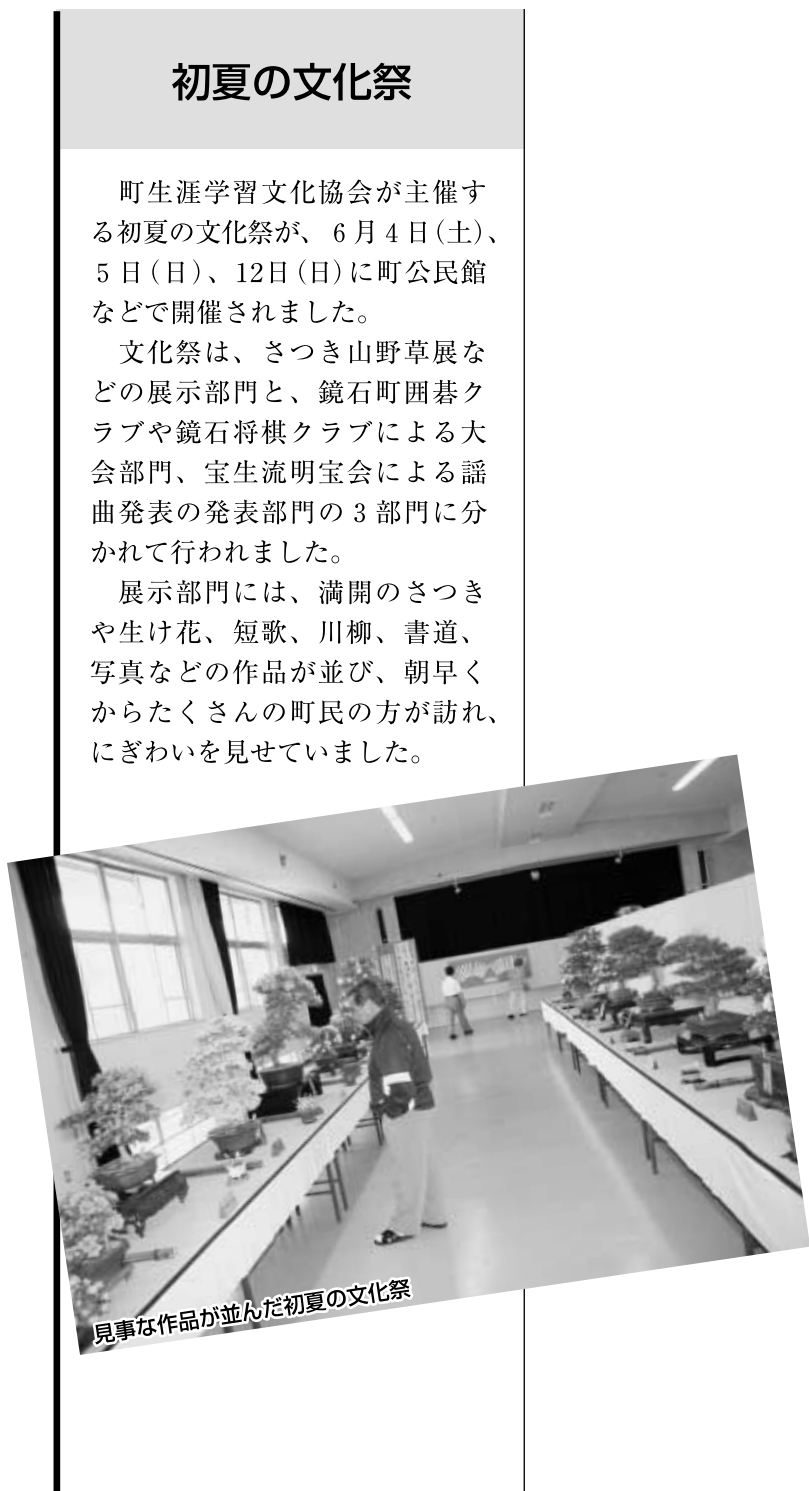 初夏の文化祭
　町生涯学習文化協会が主催す
る初夏の文化祭が、６月４日(土)、
５日(日)、12日(日)に町公民館
などで開催されました。
　文化祭は、さつき山野草展な
どの展示部門と、鏡石町囲碁ク
ラブや鏡石将棋クラブによる大
会部門、宝生流明宝会による謡
曲発表の発表部門の３部門に分
かれて行われました。
　展示部門には、満開のさつき
や生け花、短歌、川柳、書道、
写真などの作品が並び、朝早く
からたくさんの町民の方が訪れ、
にぎわいを見せていました。
見事な作品が並んだ初夏の文化祭